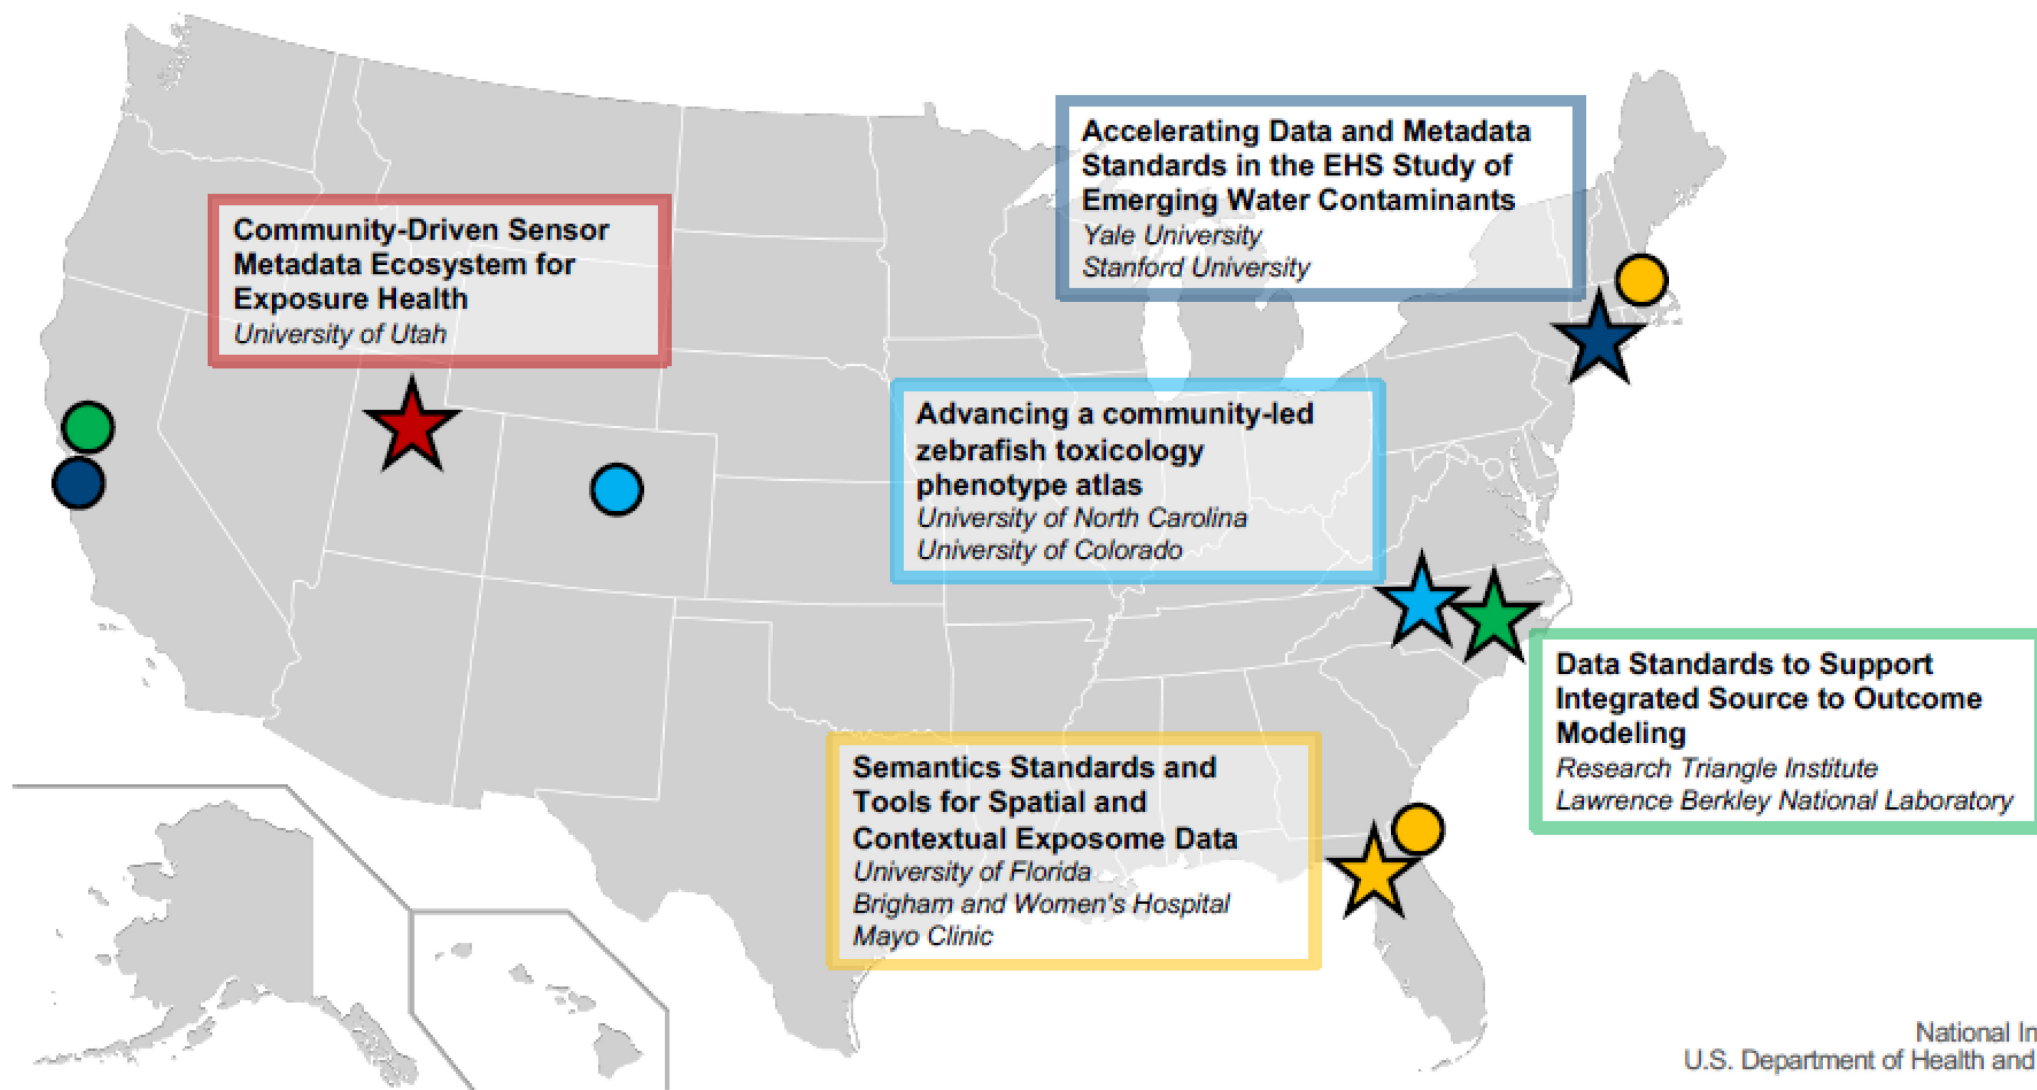 Accelerating Data and Metadata
Standards in the EHS Study of
Emerging Water Contaminants
Yale University
Stanford University
Community-Driven Sensor
Metadata Ecosystem for
Exposure Health
University of Utah
Advancing a community-led
zebrafish toxicology
phenotype atlas
University of North Carolina
University of Colorado
Data Standards to Support
Integrated Source to Outcome
Modeling
Research Triangle Institute
Lawrence Berkley National Laboratory
Semantics Standards and
Tools for Spatial and
Contextual Exposome Data
University of Florida
Brigham and Women's Hospital
Mayo Clinic
National In
U.S. Department of Health and